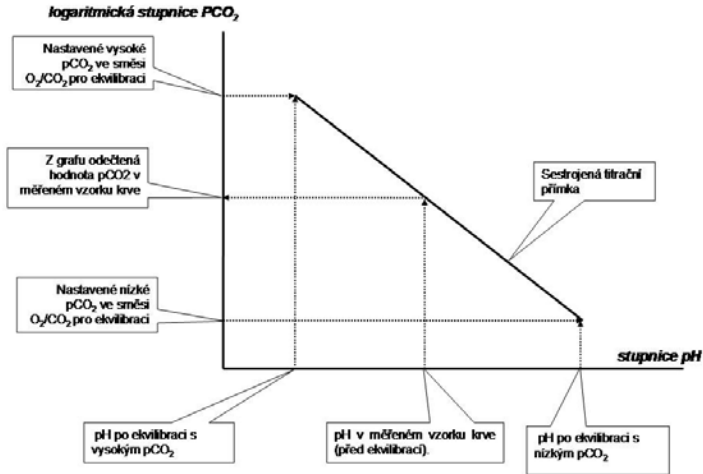 logaritmická stupnice PCO₂
Nastavené vysoké
pCO₂ ve směsi
O₂/CO₂ pro ekvilibraci
Z grafu odečtená
hodnota pCO2 v
měřeném vzorku krve
Sestrojená titrační
přímka
Nastavené nízké
pCO₂ ve směsi
O₂/CO₂ pro ekvilibraci
stupnice pH
pH po ekvilibraci s
vysokým pCO₂
pH v měřeném vzorku krve
(před ekvilibrací).
pH po ekvilibraci s
nízkým pCO₂